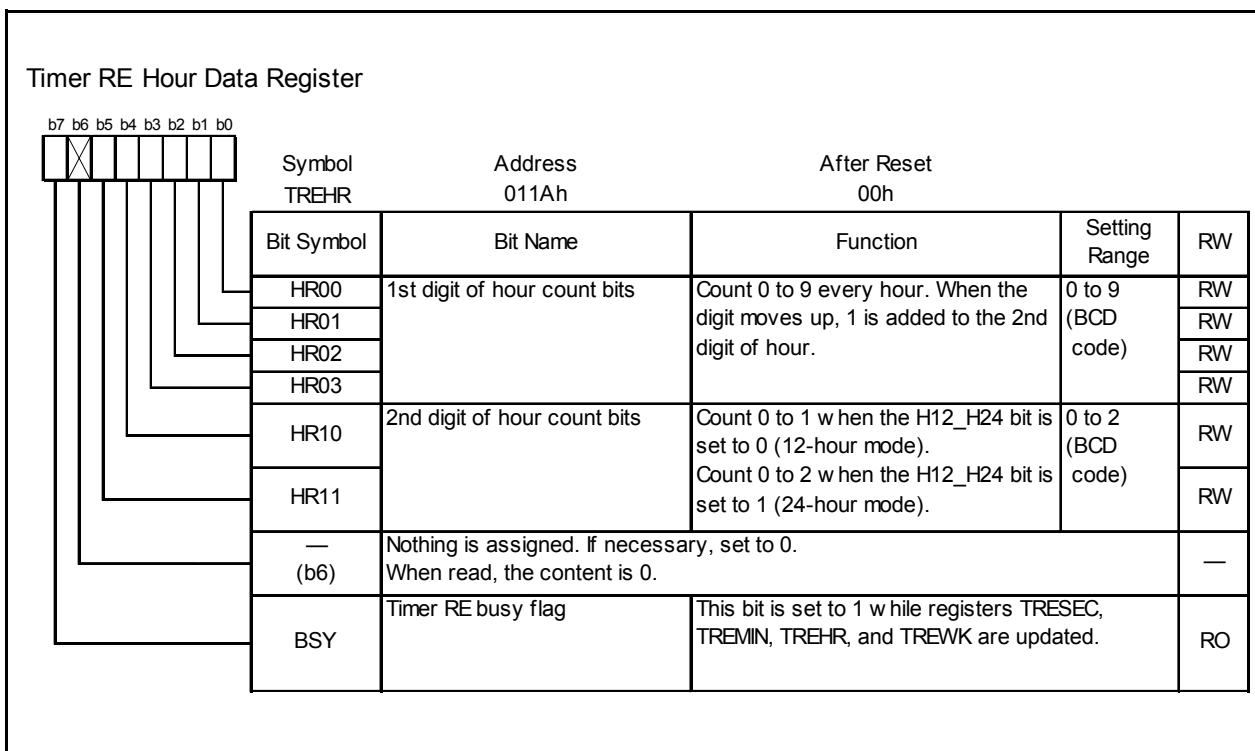 Timer RE Hour Data Register
b7 b6 b5 b4 b3 b2 b1 b0
Symbol Address After Reset
TREHR 011Ah 00h
Bit Symbol Bit Name Function Setting Range RW
HR00 1st digit of hour count bits Count 0 to 9 every hour. When the 0 to 9 RW
HR01 digit moves up, 1 is added to the 2nd (BCD RW
HR02 digit of hour. code) RW
HR03 RW
HR10 2nd digit of hour count bits Count 0 to 1 w hen the H12_H24 bit is 0 to 2 RW
set to 0 (12-hour mode). (BCD
HR11 Count 0 to 2 w hen the H12_H24 bit is code) RW
set to 1 (24-hour mode).
— Nothing is assigned. If necessary, set to 0. —
(b6) When read, the content is 0.
BSY Timer RE busy flag This bit is set to 1 w hile registers TRESEC, RO
TREMIN, TREHR, and TREWK are updated.